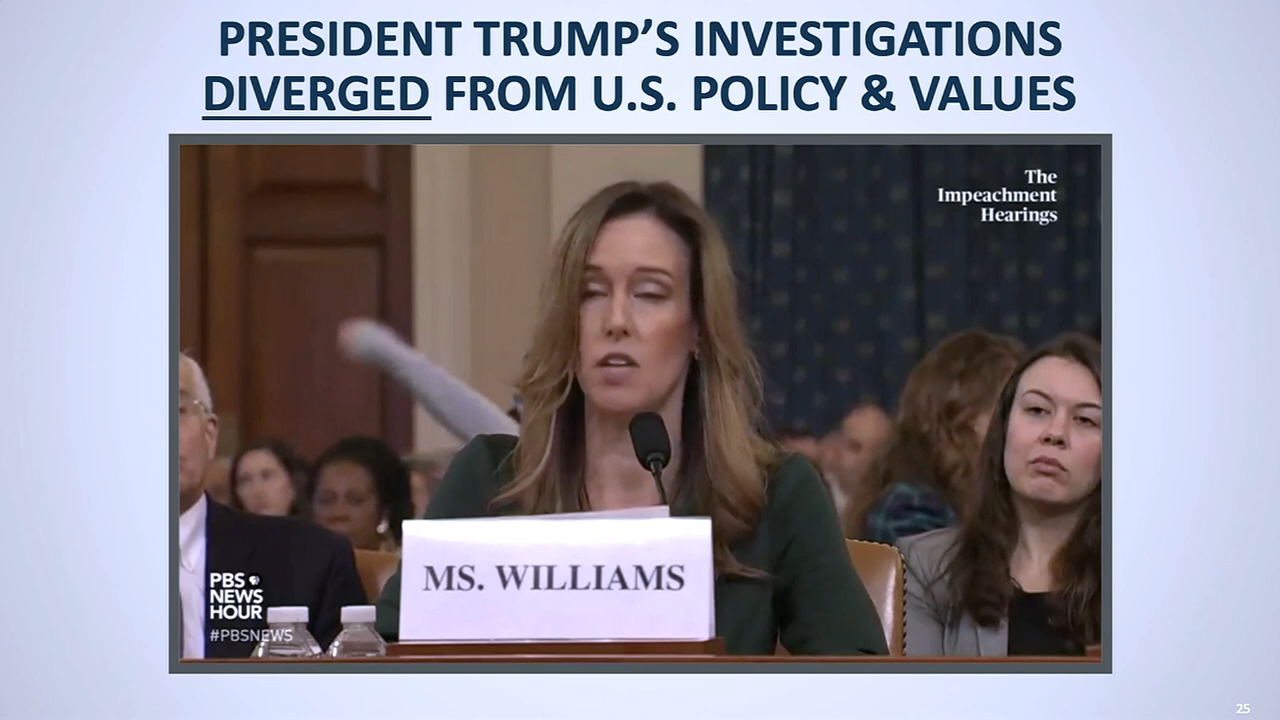 PRESIDENT TRUMP’S INVESTIGATIONS
DIVERGED FROM U.S. POLICY & VALUES
The
Impeachment
Hearings
MS. WILLIAMS
PBS
NEWS
HOUR
#PBSNEWS
25